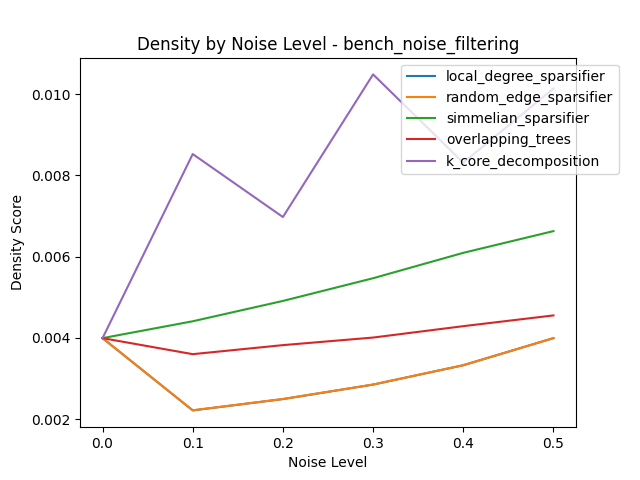 Density by Noise Level - bench_noise_filtering
local_degree_sparsifier
random_edge_sparsifier
simmelian_sparsifier
overlapping_trees
k_core_decomposition
Density Score
0.010
0.008
0.006
0.004
0.002
0.0 0.1 0.2 0.3 0.4 0.5
Noise Level